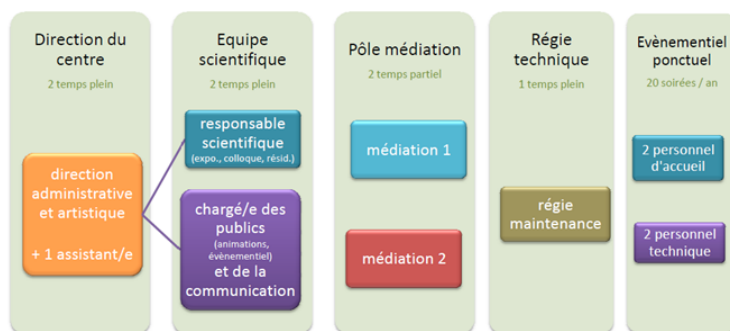 Direction du
centre
2 temps plein
direction
administrative
et artistique
+ 1 assistant/e
Equipe
scientifique
2 temps plein
responsable
scientifique
(expo., colloque, résid.)
chargé/e des
publics
(animations,
évènementiel)
et de la
communication
Pôle médiation
2 temps partiel
médiation 1
médiation 2
Régie
technique
1 temps plein
régie
maintenance
Evènementiel
ponctuel
20 soirées / an
2 personnel
d'accueil
2 personnel
technique